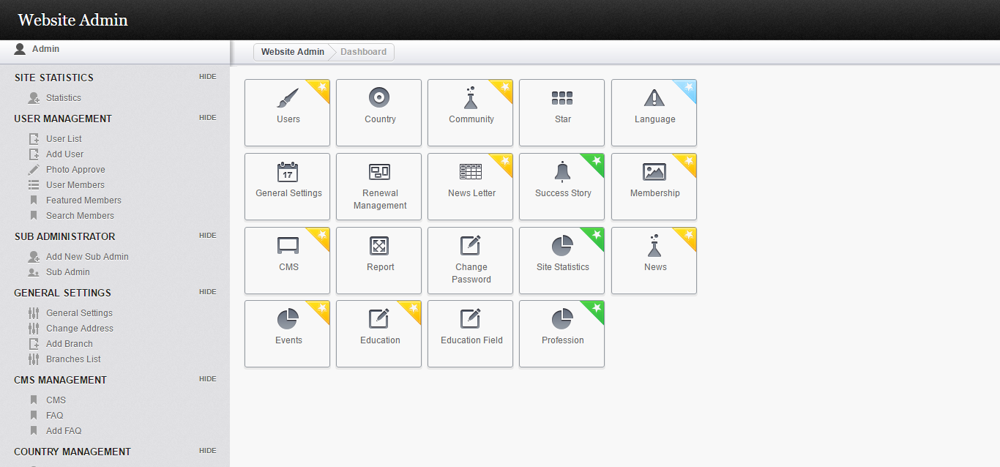 Website Admin
Admin
Website Admin
Dashboard
SITE STATISTICS
HIDE
Statistics
USER MANAGEMENT
HIDE
User List
Add User
Photo Approve
User Members
Featured Members
Search Members
SUB ADMINISTRATOR
HIDE
Add New Sub Admin
Sub Admin
GENERAL SETTINGS
HIDE
General Settings
Change Address
Add Branch
Branches List
CMS MANAGEMENT
HIDE
CMS
FAQ
Add FAQ
COUNTRY MANAGEMENT
HIDE
Users
Country
Community
Star
Language
17
General Settings
Renewal
Management
News Letter
Success Story
Membership
CMS
Report
Change
Password
Site Statistics
News
Events
Education
Education Field
Profession